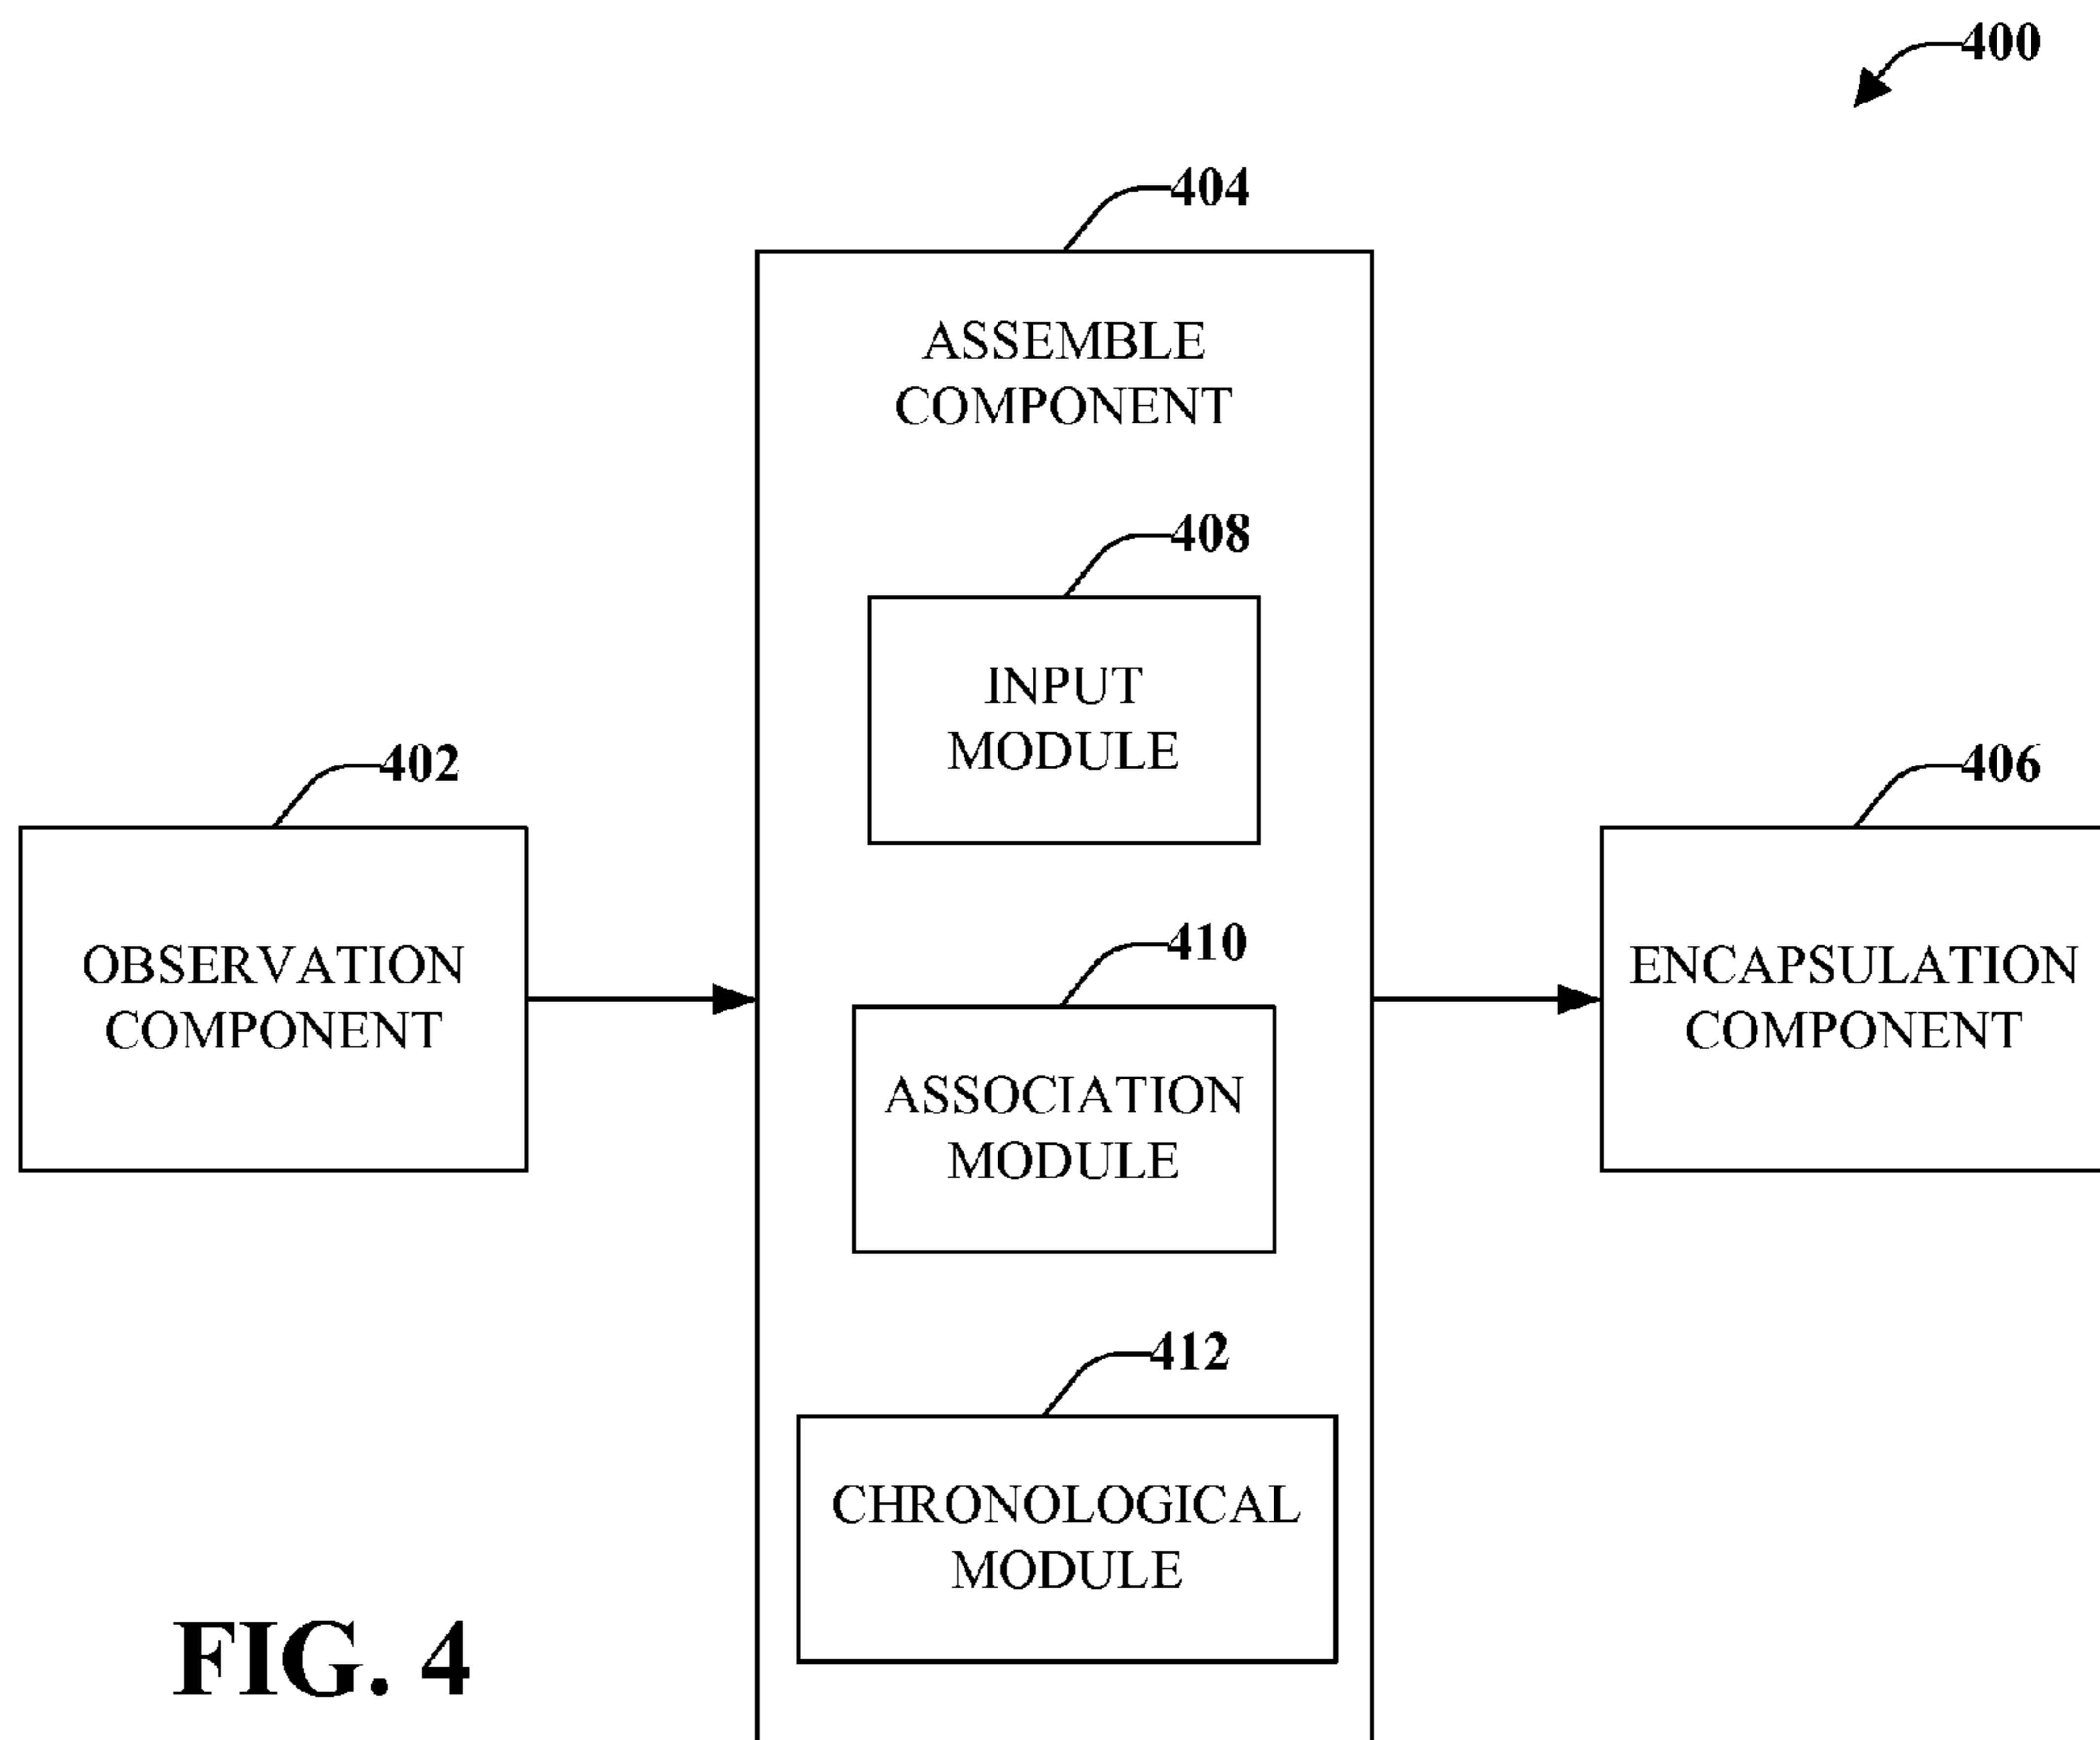 400
404
ASSEMBLE
COMPONENT
408
INPUT
MODULE
402
OBSERVATION
COMPONENT
406
ENCAPSULATION
COMPONENT
410
ASSOCIATION
MODULE
412
CHRONOLOGICAL
MODULE
FIG. 4